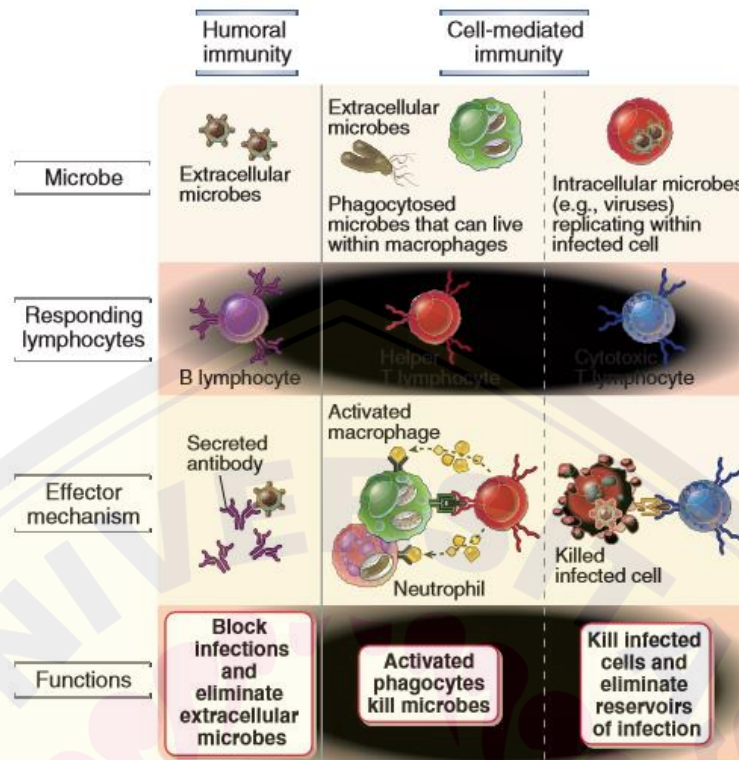 Humoral
immunity
Cell-mediated
immunity
Microbe
Extracellular
microbes
Extracellular
microbes
Phagocytosed
microbes that can live
within macrophages
Intracellular microbes
(e.g., viruses)
replicating within
infected cell
Responding
lymphocytes
B lymphocyte
Helper
T lymphocyte
Cytotoxic
T lymphocyte
Effector
mechanism
Secreted
antibody
Activated
macrophage
Neutrophil
Killed
infected cell
Functions
Block
infections
and
eliminate
extracellular
microbes
Activated
phagocytes
kill microbes
Kill infected
cells and
eliminate
reservoirs
of infection